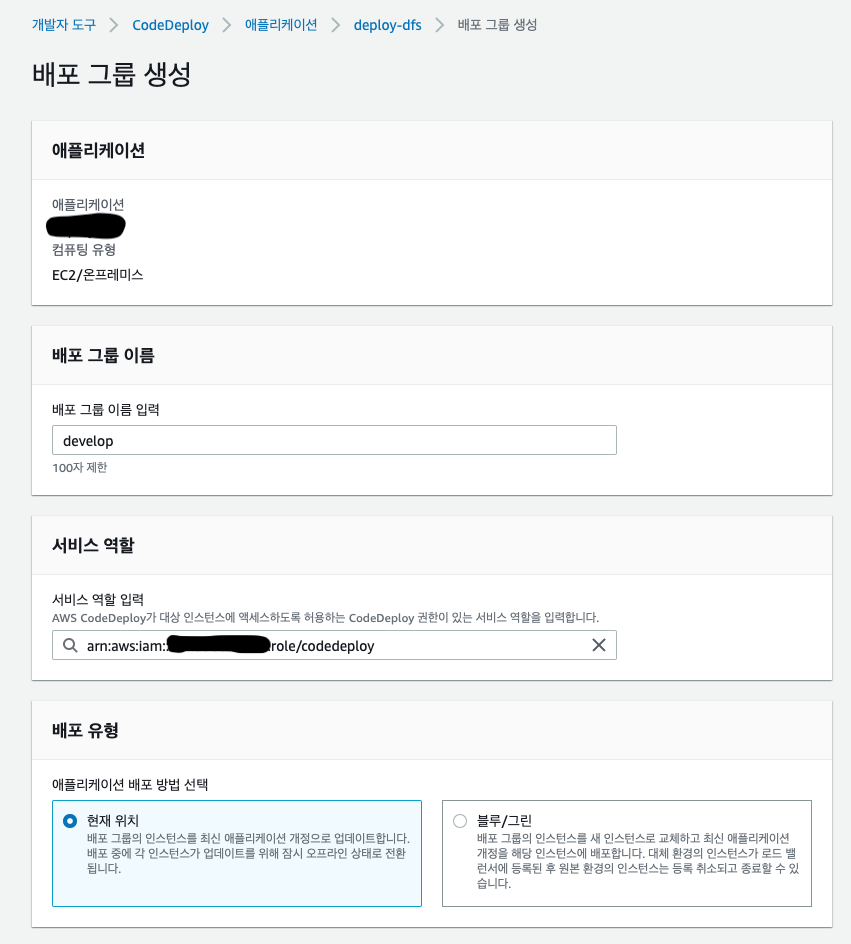 개발자 도구 > CodeDeploy > 애플리케이션 > deploy-dfs > 배포 그룹 생성
배포 그룹 생성
애플리케이션
애플리케이션
컴퓨팅 유형
EC2/온프레미스
배포 그룹 이름
배포 그룹 이름 입력
develop
100자 제한
서비스 역할
서비스 역할 입력
AWS CodeDeploy가 대상 인스턴스에 액세스하도록 허용하는 CodeDeploy 권한이 있는 서비스 역할을 입력합니다.
arn:aws:iam:: :role/codedeploy
배포 유형
애플리케이션 배포 방법 선택
현재 위치
배포 그룹의 인스턴스를 최신 애플리케이션 개정으로 업데이트합니다.
배포 중에 각 인스턴스가 업데이트를 위해 잠시 오프라인 상태로 전환
됩니다.
블루/그린
배포 그룹의 인스턴스를 새 인스턴스로 교체하고 최신 애플리케이션
개정을 해당 인스턴스에 배포합니다. 대체 환경의 인스턴스가 로드 밸
런서에 등록된 후 원본 환경의 인스턴스는 등록 취소되고 종료할 수 있
습니다.